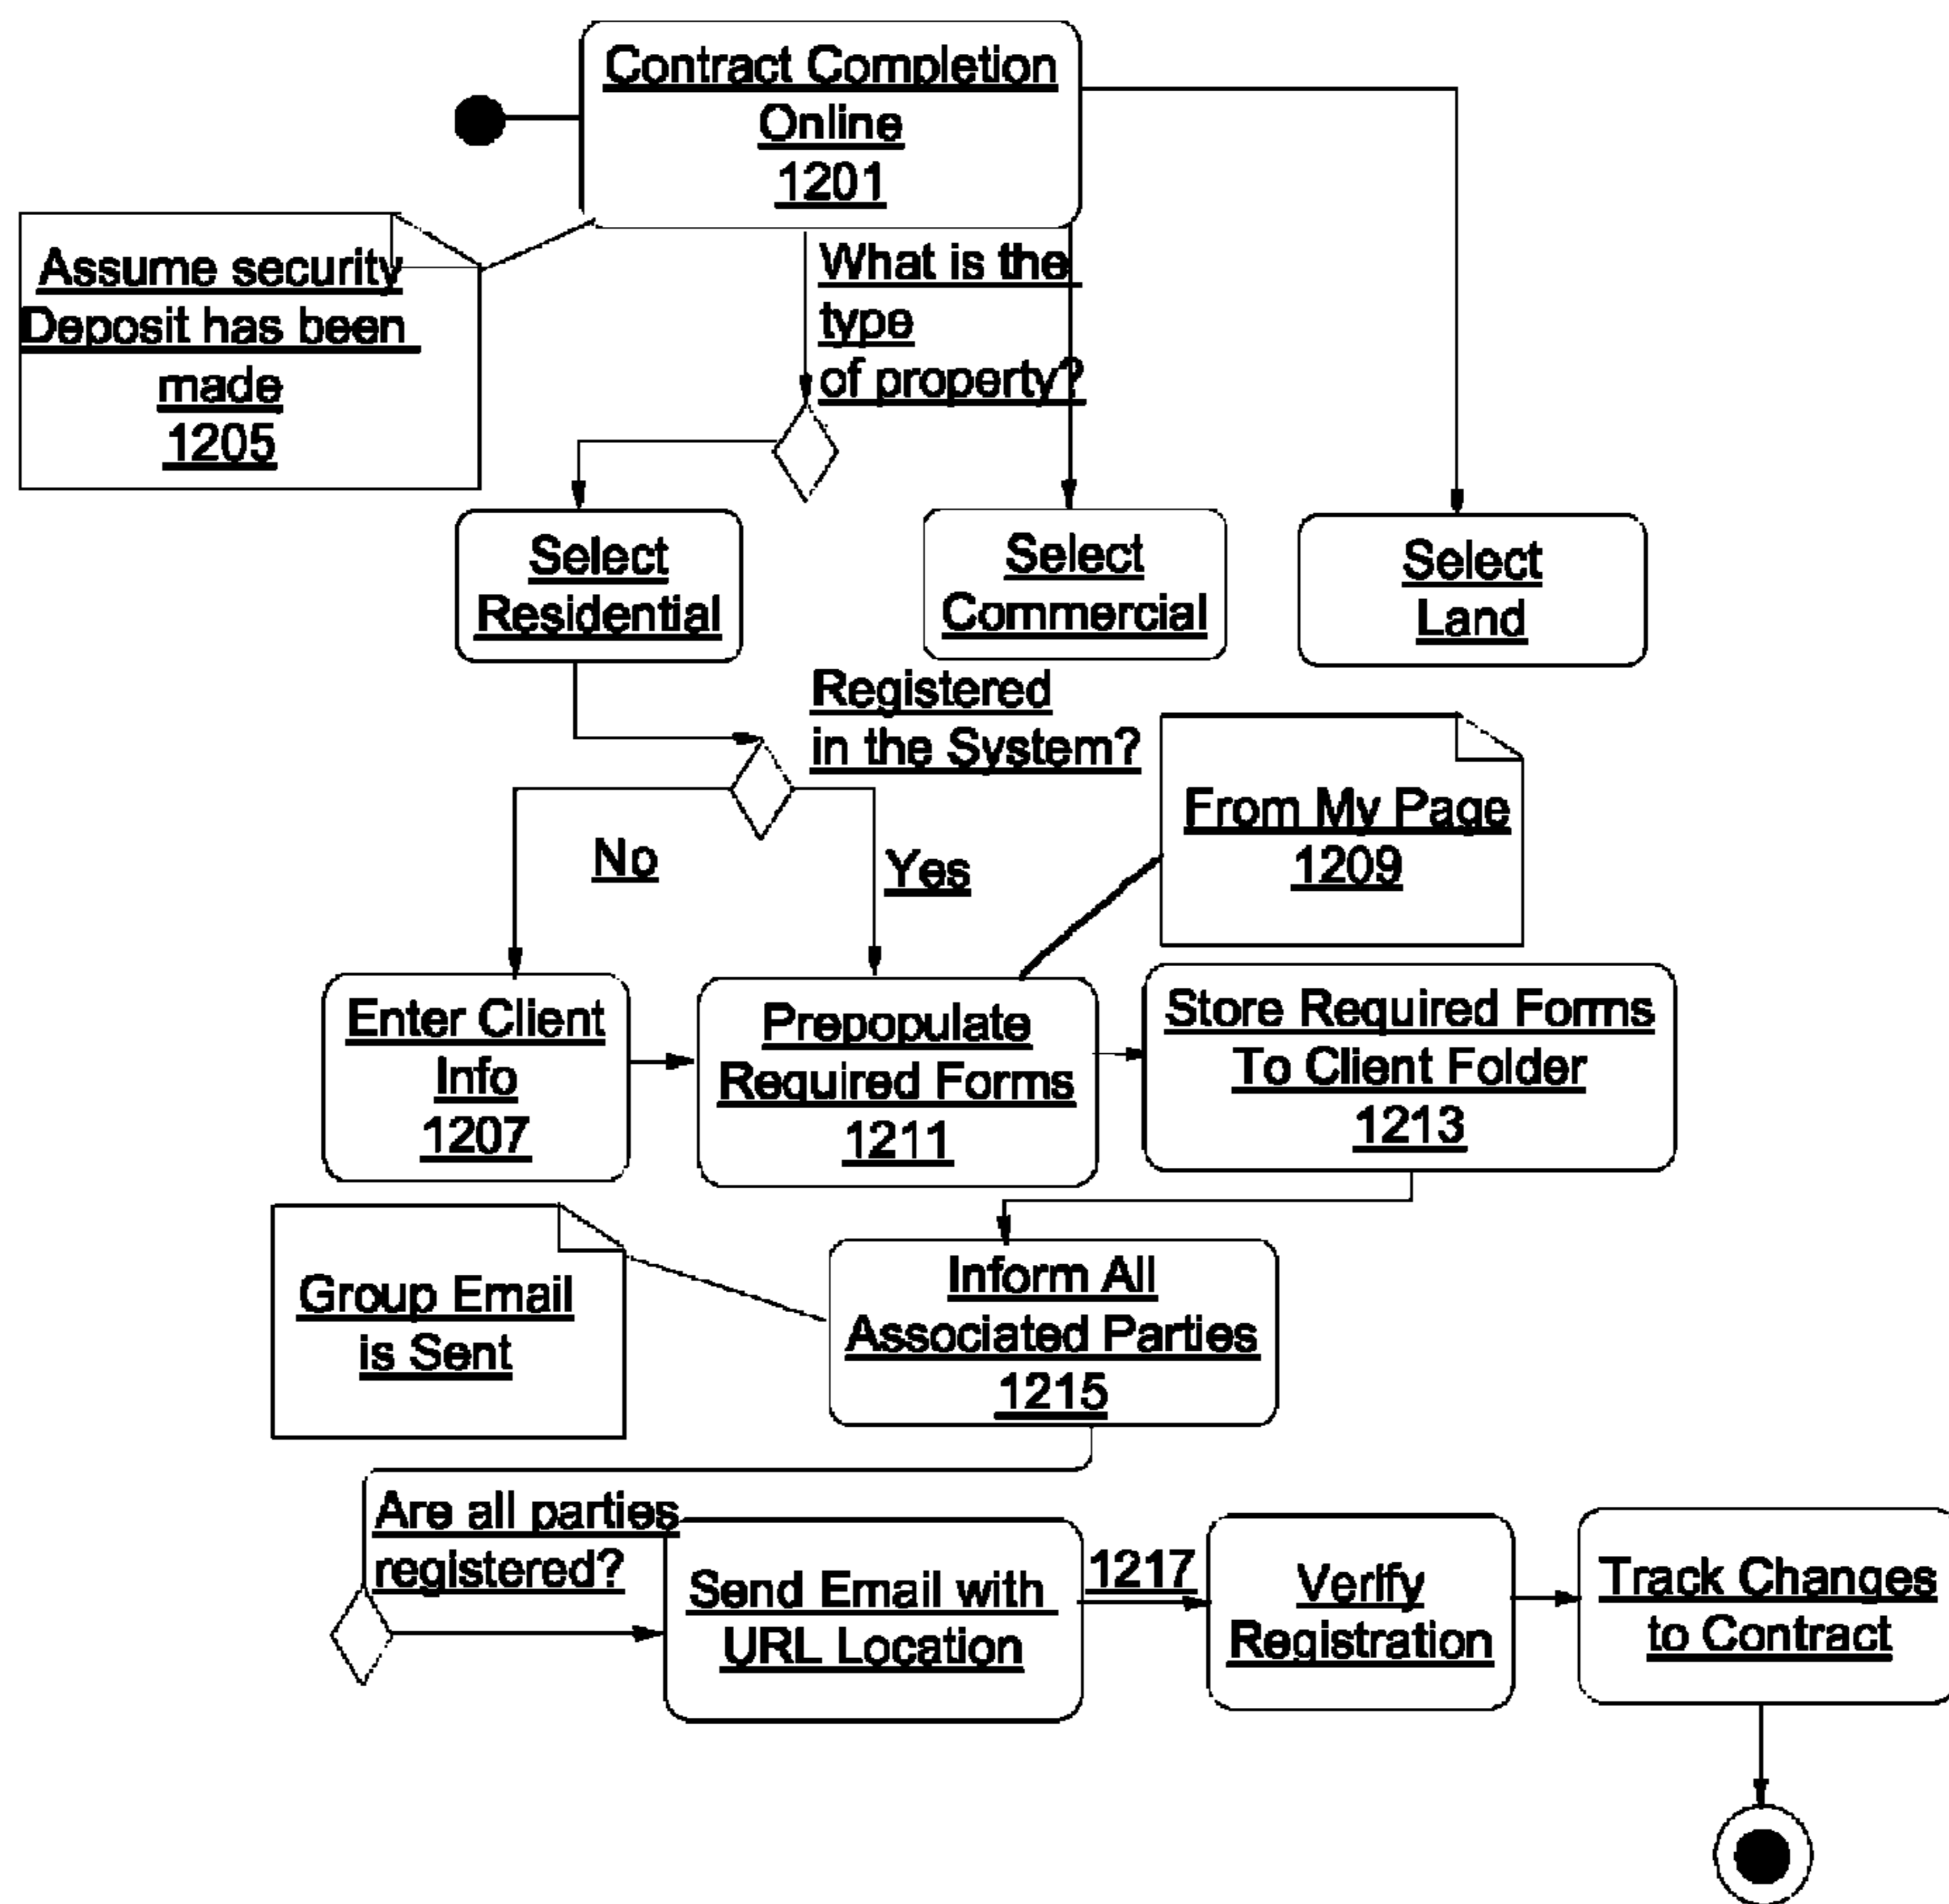 Contract Completion
Online
1201
Assume security
Deposit has been
made
1205
What is the
type
of property?
Select
Residential
Select
Commercial
Select
Land
Registered
in the System?
From My Page
1209
No
Yes
Enter Client
Info
1207
Prepopulate
Required Forms
1211
Store Required Forms
To Client Folder
1213
Group Email
is Sent
Inform All
Associated Parties
1215
Are all parties
registered?
Send Email with
URL Location
1217
Verify
Registration
Track Changes
to Contract